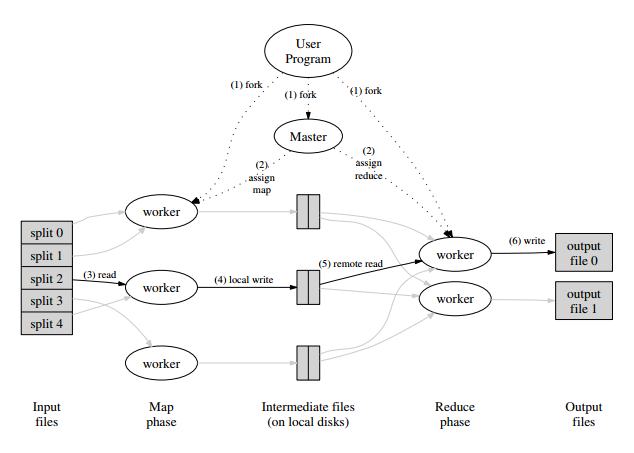 User
Program
(1) fork
(1) fork
(1) fork
Master
(2)
assign
map
(2)
assign
reduce
worker
split 0
split 1
split 2
split 3
split 4
(3) read
worker
(4) local write
worker
(5) remote read
worker
worker
(6) write
output
file 0
output
file 1
Input
files
Map
phase
Intermediate files
(on local disks)
Reduce
phase
Output
files